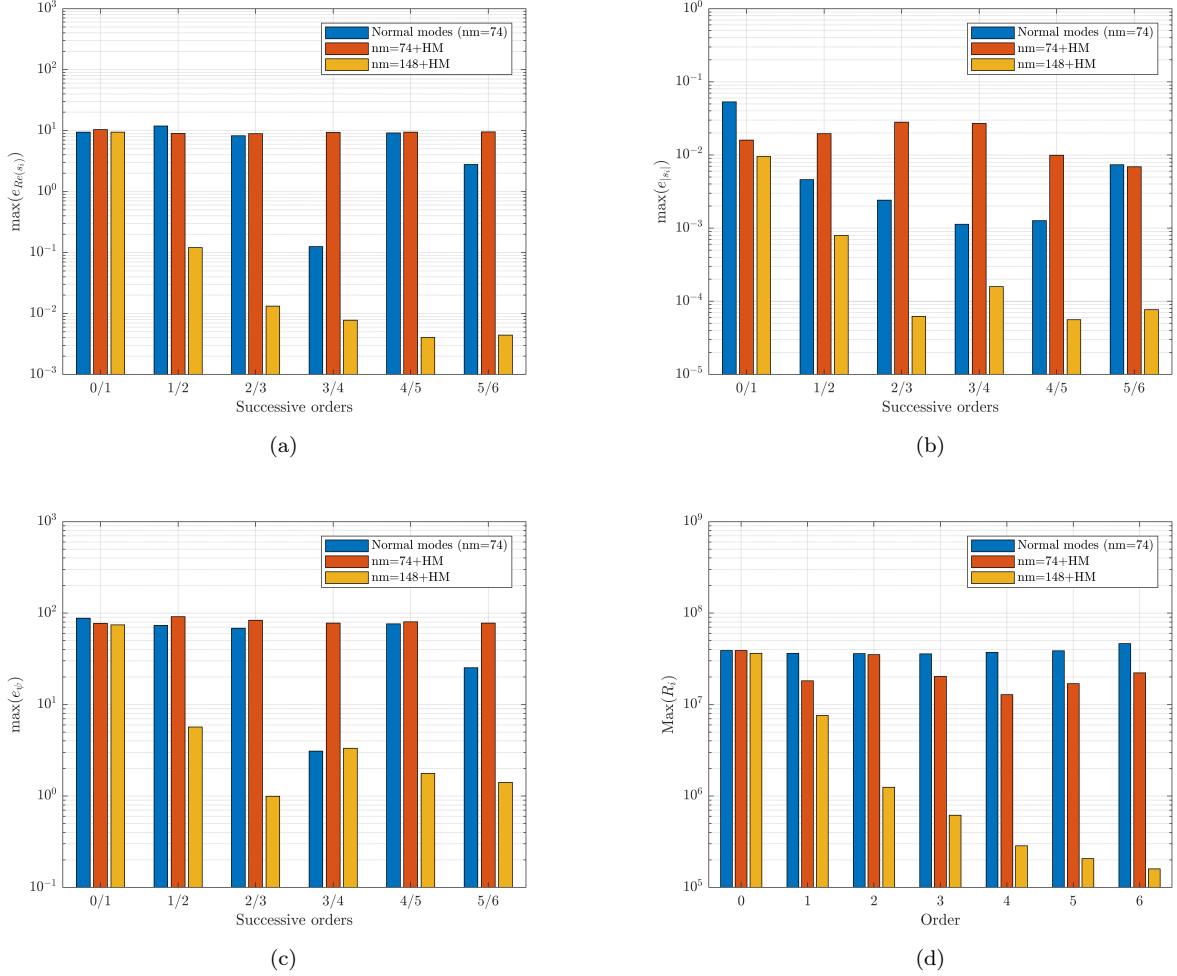 10^3
10^2
10^1
10^0
10^−1
10^−2
10^−3
max(e_{Re(s_i)})
Normal modes (nm=74)
nm=74+HM
nm=148+HM
0/1 1/2 2/3 3/4 4/5 5/6
Successive orders
(a)
10^0
10^−1
10^−2
10^−3
10^−4
10^−5
max(e_{|s_i|})
Normal modes (nm=74)
nm=74+HM
nm=148+HM
0/1 1/2 2/3 3/4 4/5 5/6
Successive orders
(b)
10^3
10^2
10^1
10^0
10^−1
max(e_ψ)
Normal modes (nm=74)
nm=74+HM
nm=148+HM
0/1 1/2 2/3 3/4 4/5 5/6
Successive orders
(c)
10^9
10^8
10^7
10^6
10^5
Max(R_i)
Normal modes (nm=74)
nm=74+HM
nm=148+HM
0 1 2 3 4 5 6
Order
(d)